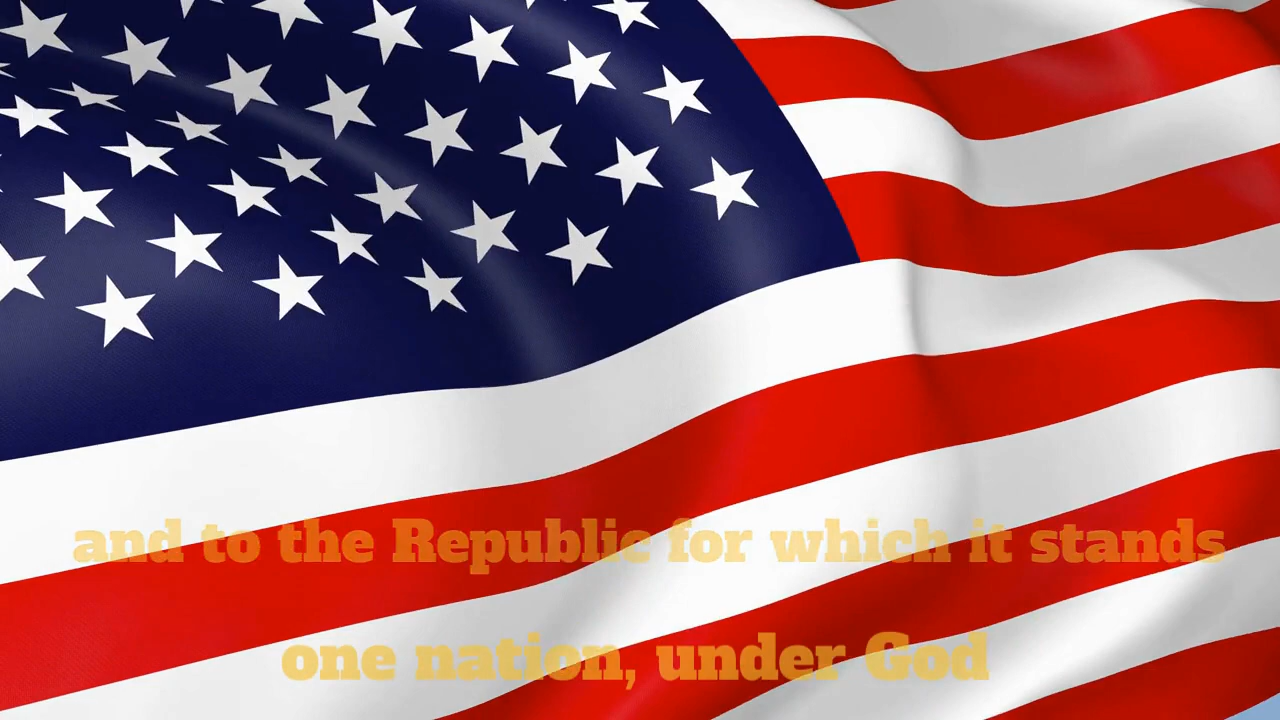 and to the Republic for which it stands
one nation, under God